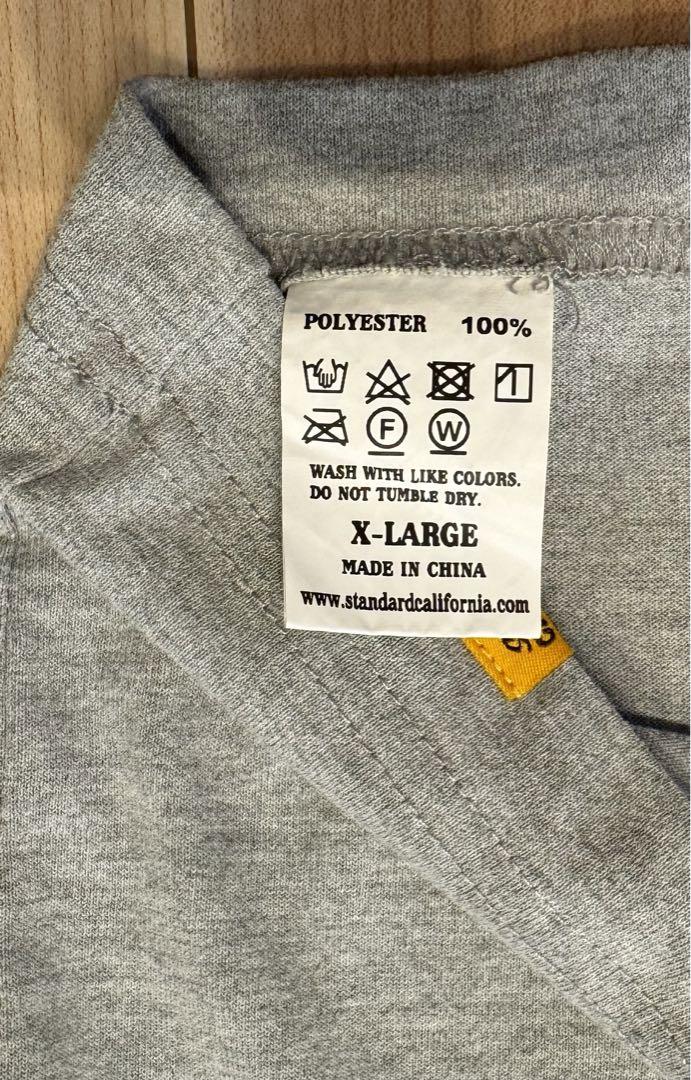 POLYESTER 100%
F W
WASH WITH LIKE COLORS.
DO NOT TUMBLE DRY.
X-LARGE
MADE IN CHINA
www.standardcalifornia.com